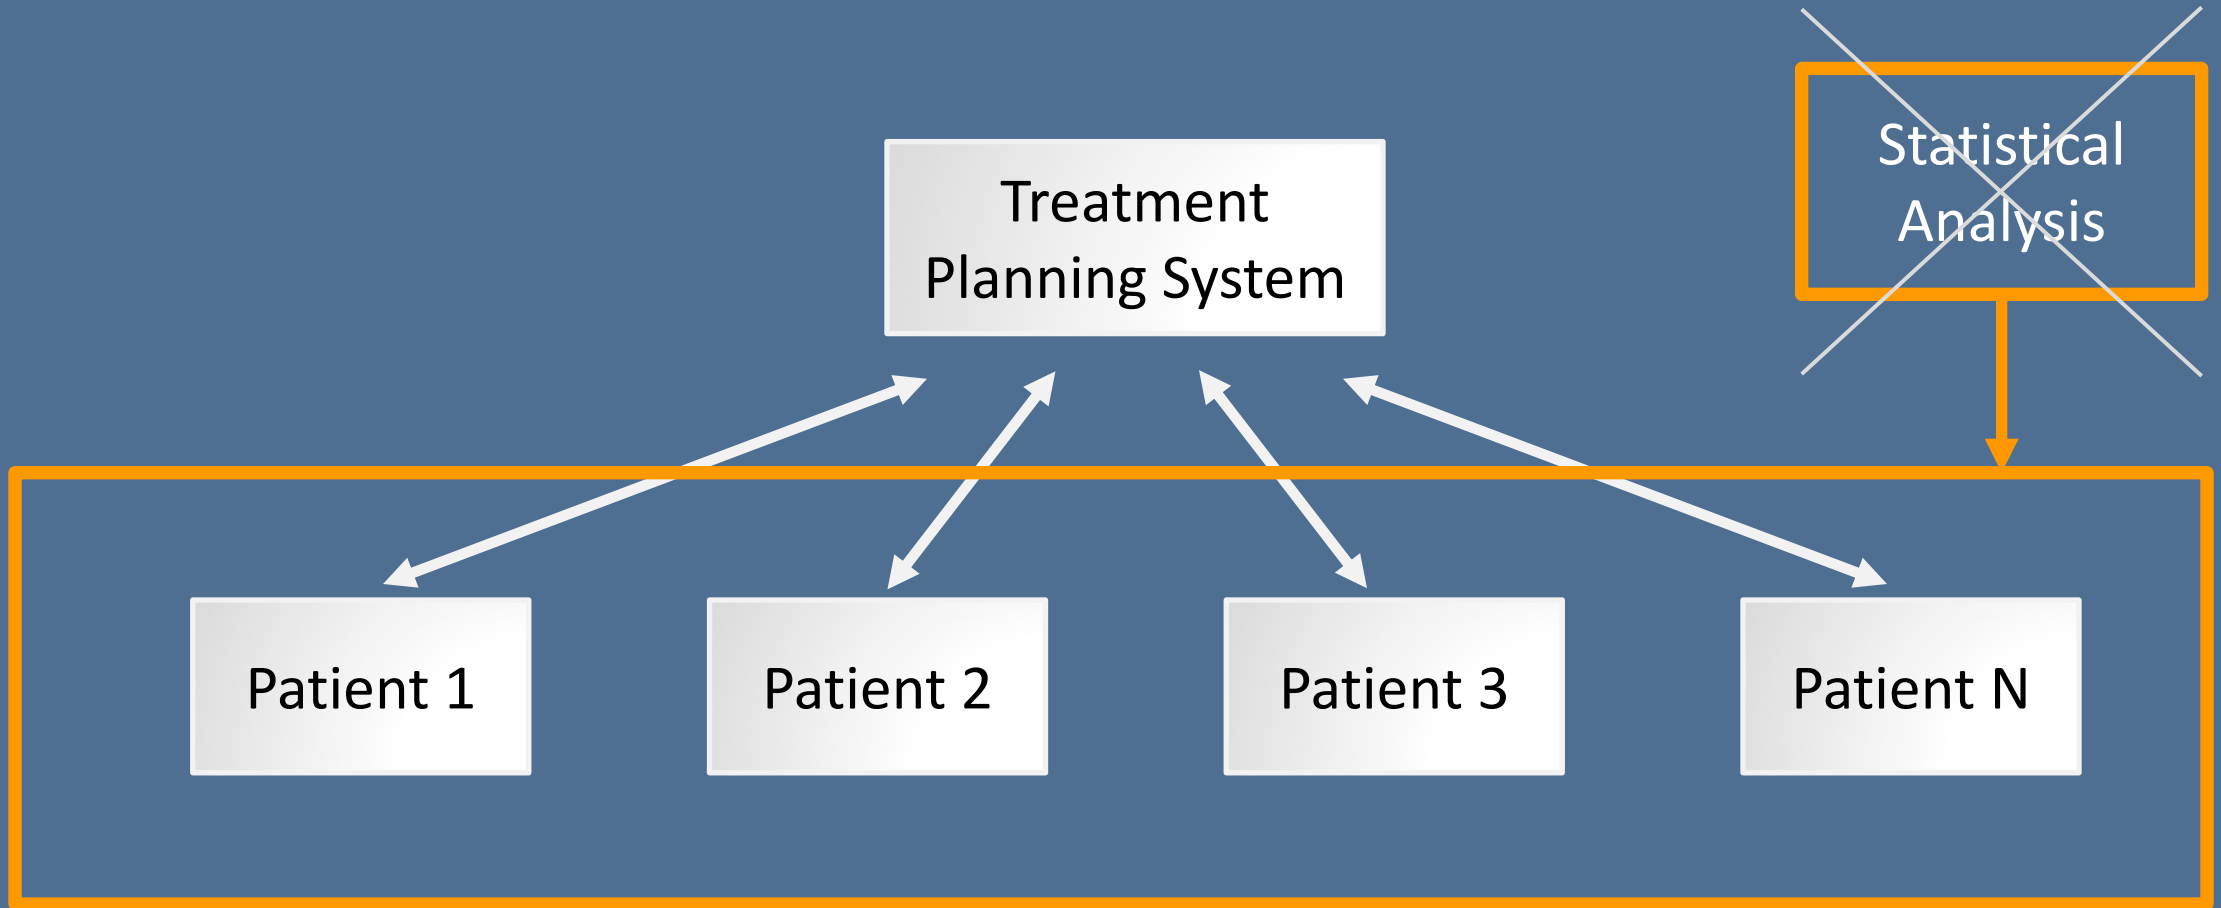 Statistical
Analysis
Treatment
Planning System
Patient 1
Patient 2
Patient 3
Patient N